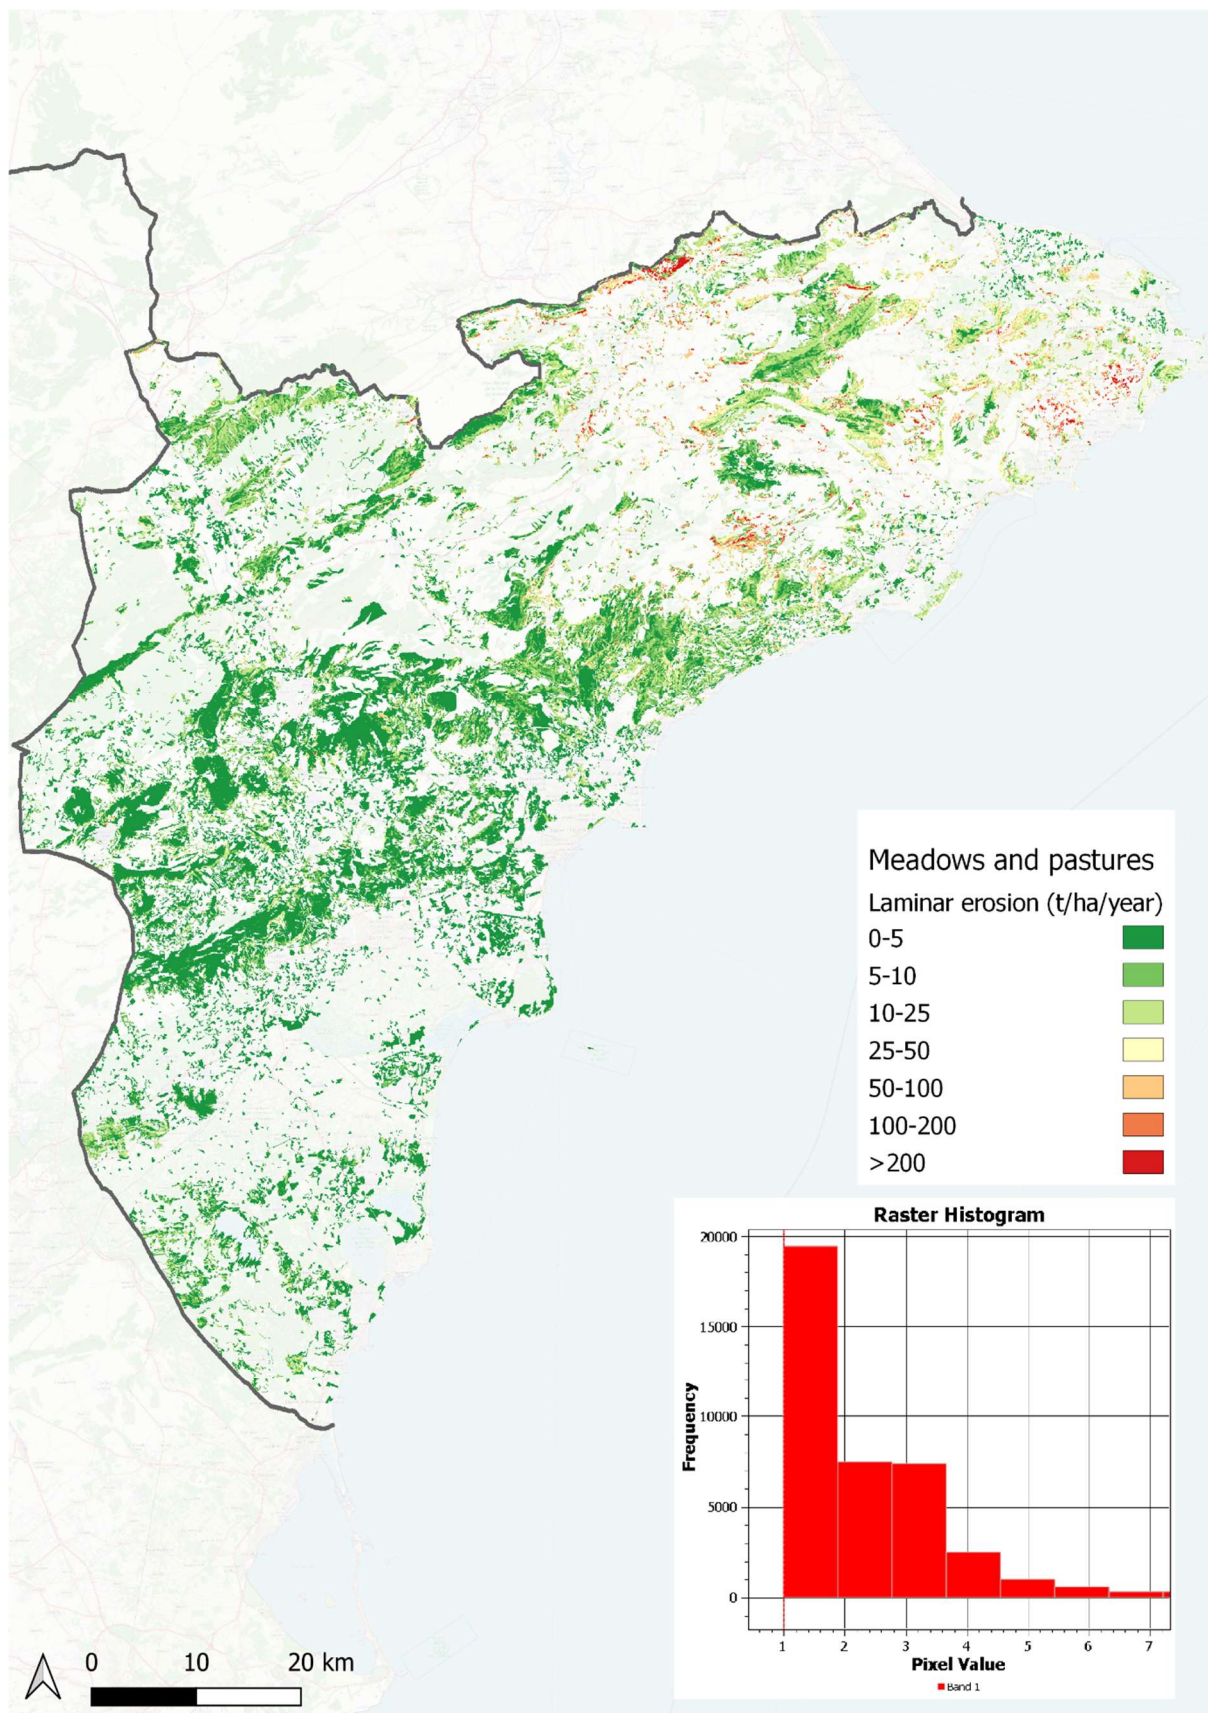 Meadows and pastures
Laminar erosion (t/ha/year)
0-5
5-10
10-25
25-50
50-100
100-200
>200
Raster Histogram
20000
15000
10000
5000
0
Frequency
1 2 3 4 5 6 7
Pixel Value
Band 1
0 10 20 km